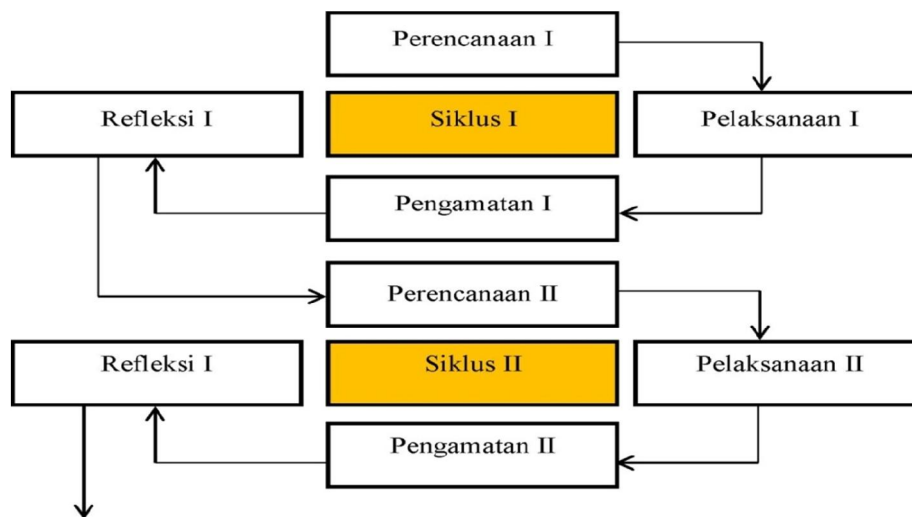 Perencanaan I
Refleksi I
Siklus I
Pelaksanaan I
Pengamatan I
Perencanaan II
Refleksi I
Siklus II
Pelaksanaan II
Pengamatan II